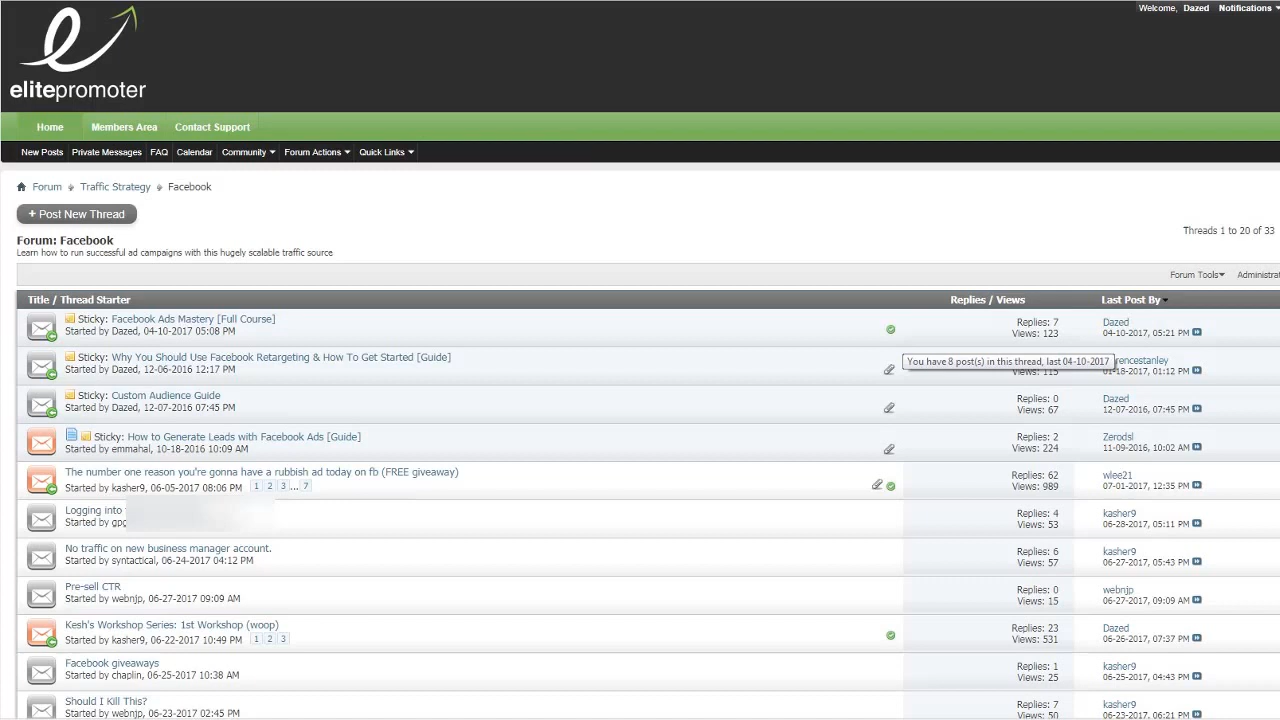 Welcome, Dazed Notifications
elitepromoter
Home Members Area Contact Support
New Posts Private Messages FAQ Calendar Community Forum Actions Quick Links
Forum Traffic Strategy Facebook
+ Post New Thread
Threads 1 to 20 of 33
Forum: Facebook
Learn how to run successful ad campaigns with this hugely scalable traffic source
Forum Tools
Title / Thread Starter Replies / Views Last Post By
Sticky: Facebook Ads Mastery [Full Course] Replies: 7 Dazed
Started by Dazed, 04-10-2017 05:08 PM Views: 123 04-10-2017, 05:21 PM
Sticky: Why You Should Use Facebook Retargeting & How To Get Started [Guide] You have 8 post(s) in this thread, last 04-10-2017 rencestanley
Started by Dazed, 12-06-2016 12:17 PM Views: 115 01-18-2017, 01:12 PM
Sticky: Custom Audience Guide Replies: 0 Dazed
Started by Dazed, 12-07-2016 07:45 PM Views: 67 12-07-2016, 07:45 PM
Sticky: How to Generate Leads with Facebook Ads [Guide] Replies: 2 Zerodsl
Started by emmahal, 10-18-2016 10:09 AM Views: 224 11-09-2016, 10:02 AM
The number one reason you're gonna have a rubbish ad today on fb (FREE giveaway) Replies: 62 wlee21
Started by kasher9, 06-05-2017 08:06 PM 1 2 3 ... 7 Views: 989 07-01-2017, 12:35 PM
Logging into Replies: 4 kasher9
Started by gpg Views: 53 06-28-2017, 05:11 PM
No traffic on new business manager account. Replies: 6 kasher9
Started by syntactical, 06-24-2017 04:12 PM Views: 57 06-27-2017, 05:43 PM
Pre-sell CTR Replies: 0 webnjp
Started by webnjp, 06-27-2017 09:09 AM Views: 15 06-27-2017, 09:09 AM
Kesh's Workshop Series: 1st Workshop (woop) Replies: 23 Dazed
Started by kasher9, 06-22-2017 10:49 PM 1 2 3 Views: 531 06-26-2017, 07:37 PM
Facebook giveaways Replies: 1 kasher9
Started by chaplin, 06-25-2017 10:38 AM Views: 25 06-25-2017, 04:43 PM
Should I Kill This? Replies: 7 kasher9
Started by webnjp, 06-23-2017 02:45 PM Views: 50 06-23-2017, 06:21 PM